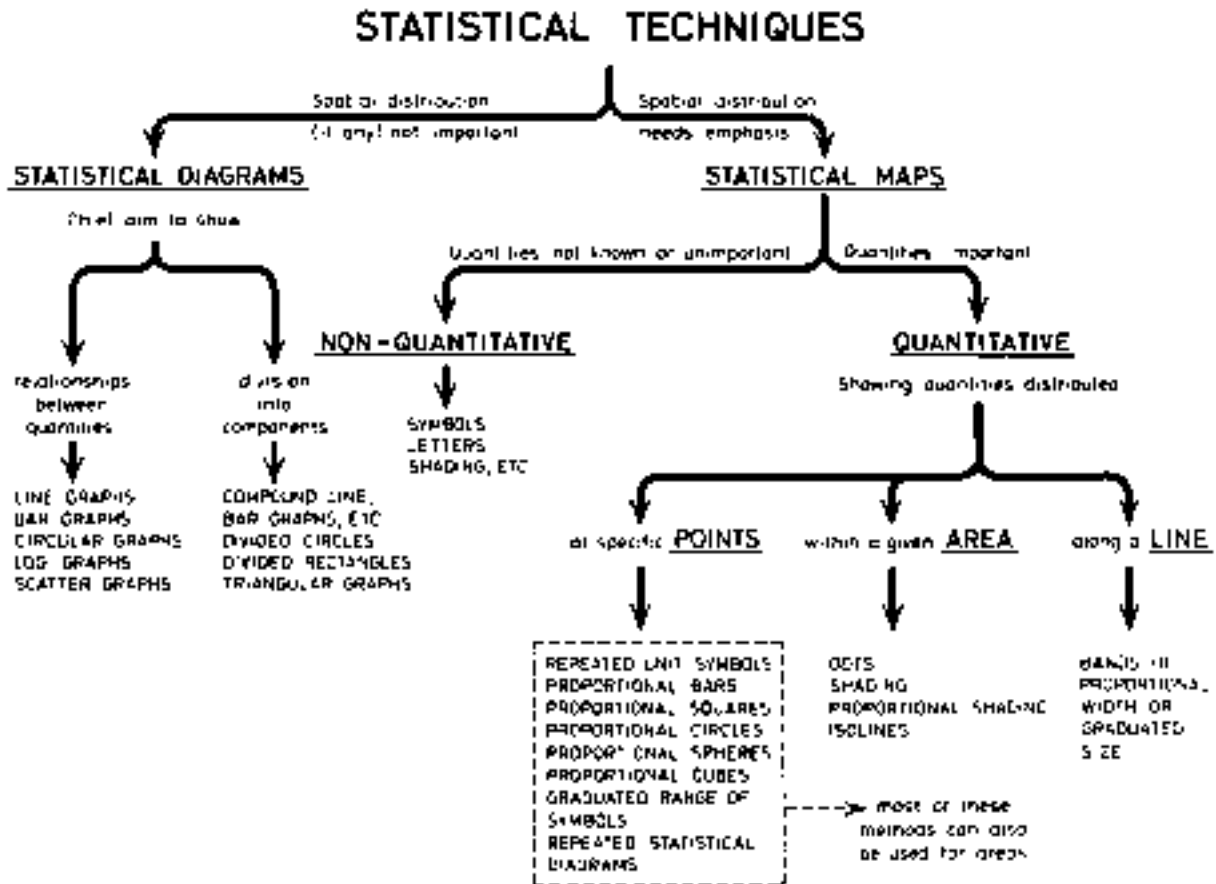 STATISTICAL TECHNIQUES
Spatial distribution
(if any) not important
Spatial distribution
needs emphasis
STATISTICAL DIAGRAMS
Chief aim to show
relationships
between
quantities
LINE GRAPHS
BAR GRAPHS
CIRCULAR GRAPHS
LOG GRAPHS
SCATTER GRAPHS
division
into
components
COMPOUND LINE,
BAR GRAPHS, ETC
DIVIDED CIRCLES
DIVIDED RECTANGLES
TRIANGULAR GRAPHS
STATISTICAL MAPS
Quantities not known or unimportant
Quantities important
NON-QUANTITATIVE
SYMBOLS
LETTERS
SHADING, ETC
QUANTITATIVE
Showing quantities distributed
at specific POINTS
REPEATED UNIT SYMBOLS
PROPORTIONAL BARS
PROPORTIONAL SQUARES
PROPORTIONAL CIRCLES
PROPORTIONAL SPHERES
PROPORTIONAL CUBES
GRADUATED RANGE OF
SYMBOLS
REPEATED STATISTICAL
DIAGRAMS
most of these
methods can also
be used for areas
within a given AREA
DOTS
SHADING
PROPORTIONAL SHADING
ISOLINES
along a LINE
BANDS OF
PROPORTIONAL
WIDTH OR
GRADUATED
SIZE